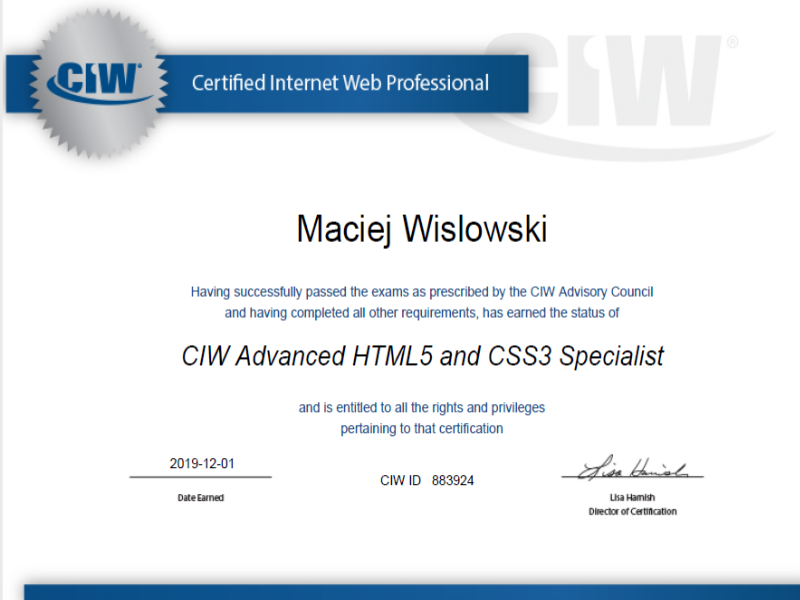 CIW
Certified Internet Web Professional
CIW®
Maciej Wislowski
Having successfully passed the exams as prescribed by the CIW Advisory Council
and having completed all other requirements, has earned the status of
CIW Advanced HTML5 and CSS3 Specialist
and is entitled to all the rights and privileges
pertaining to that certification
2019-12-01
Date Earned
CIW ID 883924
Lisa Hamish
Lisa Hamish
Director of Certification